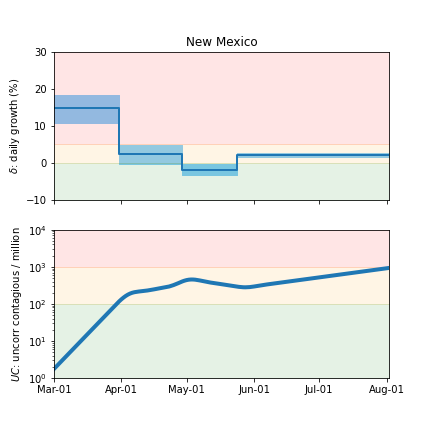 New Mexico
30
20
10
0
−10
δ: daily growth (%)
10⁴
10³
10²
10¹
10⁰
UC: uncorr contagious / million
Mar-01 Apr-01 May-01 Jun-01 Jul-01 Aug-01